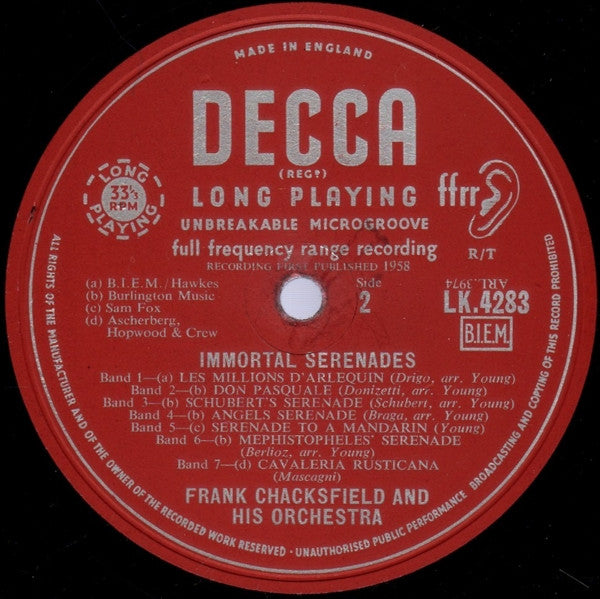 MADE IN ENGLAND
DECCA
(REGD)
LONG PLAYING
33⅓
RPM
LONG PLAYING
ffrr
UNBREAKABLE MICROGROOVE
full frequency range recording
R/T
RECORDING FIRST PUBLISHED 1958
(a) B.I.E.M./Hawkes
(b) Burlington Music
(c) Sam Fox
(d) Ascherberg,
Hopwood & Crew
Side
2
ARL.3974
LK.4283
B.I.E.M.
IMMORTAL SERENADES
Band 1—(a) LES MILLIONS D'ARLEQUIN (Drigo, arr. Young)
Band 2—(b) DON PASQUALE (Donizetti, arr. Young)
Band 3—(b) SCHUBERT'S SERENADE (Schubert, arr. Young)
Band 4—(b) ANGELS SERENADE (Braga, arr. Young)
Band 5—(c) SERENADE TO A MANDARIN (Young)
Band 6—(b) MEPHISTOPHELES' SERENADE
(Berlioz, arr. Young)
Band 7—(d) CAVALERIA RUSTICANA
(Mascagni)
FRANK CHACKSFIELD AND
HIS ORCHESTRA
ALL RIGHTS OF THE MANUFACTURER AND OF THE OWNER OF THE RECORDED WORK RESERVED · UNAUTHORISED PUBLIC PERFORMANCE BROADCASTING AND COPYING OF THIS RECORD PROHIBITED